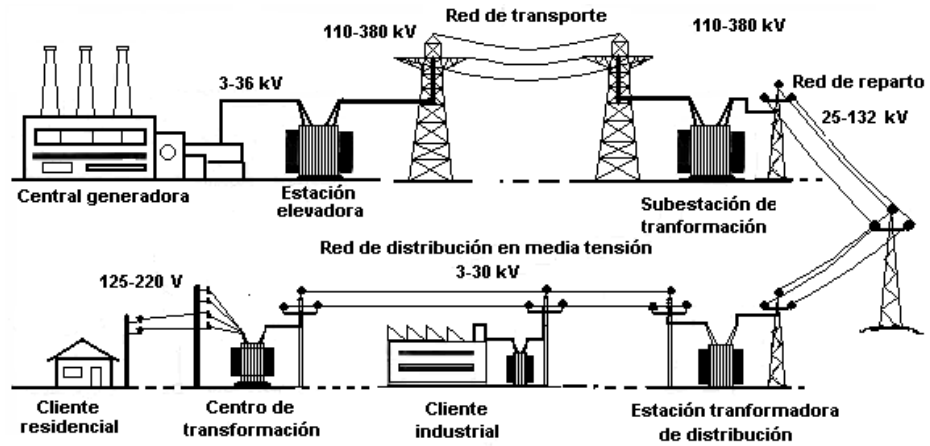 Red de transporte
110-380 kV
110-380 kV
3-36 kV
Red de reparto
25-132 kV
Central generadora
Estación
elevadora
Subestación de
tranformación
Red de distribución en media tensión
3-30 kV
125-220 V
Cliente
residencial
Centro de
transformación
Cliente
industrial
Estación tranformadora
de distribución